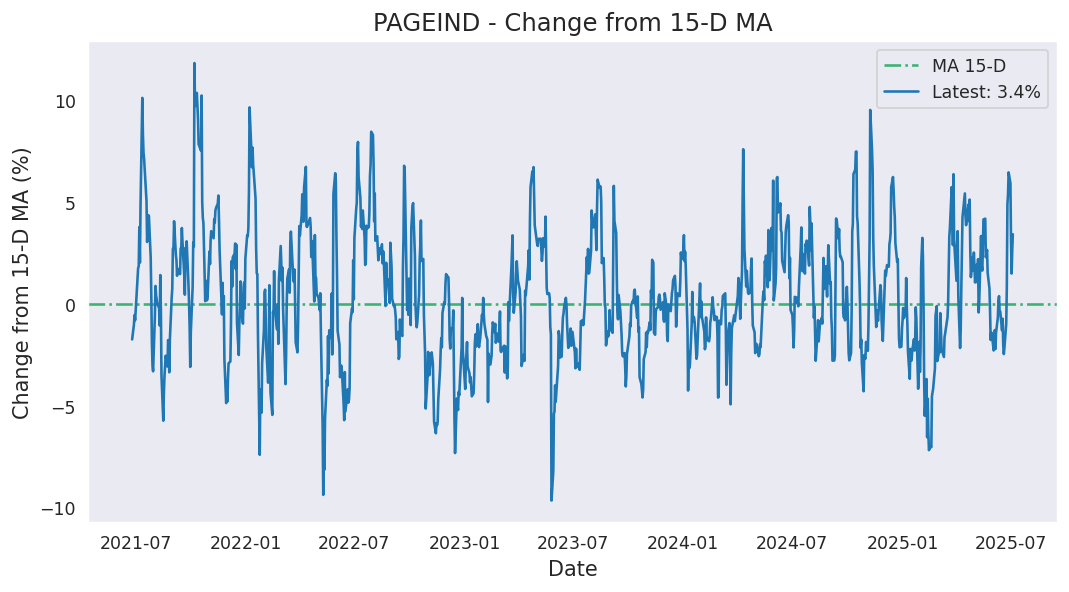 PAGEIND - Change from 15-D MA
MA 15-D
Latest: 3.4%
Change from 15-D MA (%)
10
5
0
−5
−10
2021-07 2022-01 2022-07 2023-01 2023-07 2024-01 2024-07 2025-01 2025-07
Date